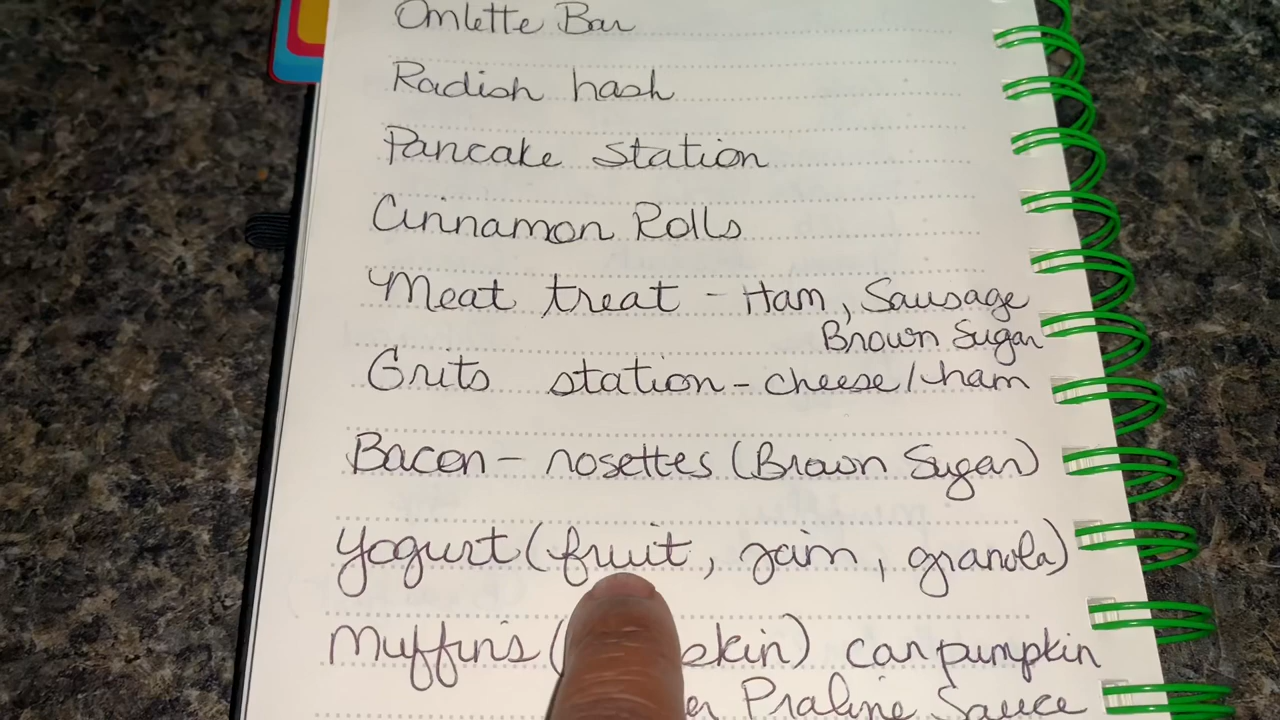 Omlette Bar
Radish hash
Pancake station
Cinnamon Rolls
Meat treat - Ham, Sausage
Brown Sugar
Grits station - cheese/ham
Bacon - rosettes (Brown Sugar)
Yogurt (fruit, jam, granola)
Muffins ( can pumpkin
Praline Sauce